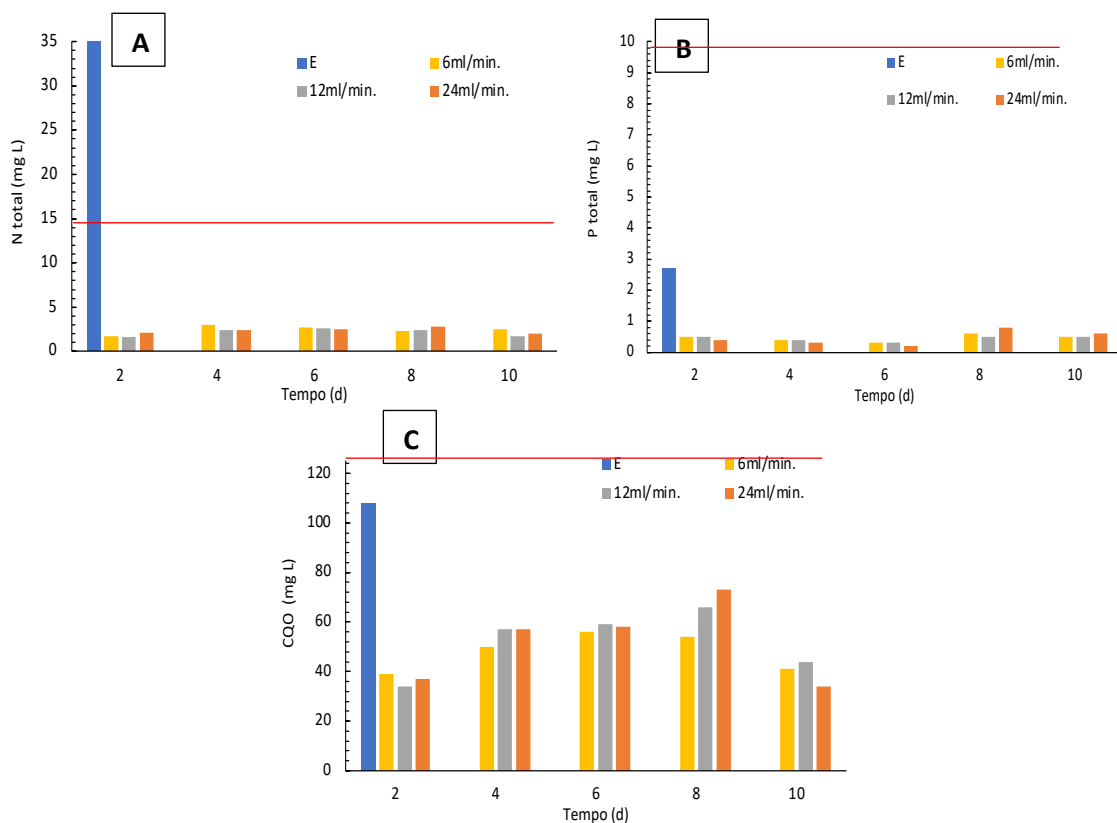 A
35
30
25
20
15
10
5
0
N total (mg L)
E
6ml/min.
12ml/min.
24ml/min.
2 4 6 8 10
Tempo (d)
B
10
9
8
7
6
5
4
3
2
1
0
P total (mg L)
E
6ml/min.
12ml/min.
24ml/min.
2 4 6 8 10
Tempo (d)
C
120
100
80
60
40
20
0
CQO (mg L)
E
6ml/min.
12ml/min.
24ml/min.
2 4 6 8 10
Tempo (d)